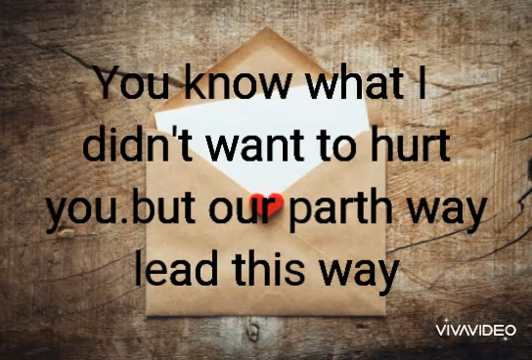 You know what I
didn't want to hurt
you.but our parth way
lead this way
VIVAVIDEO